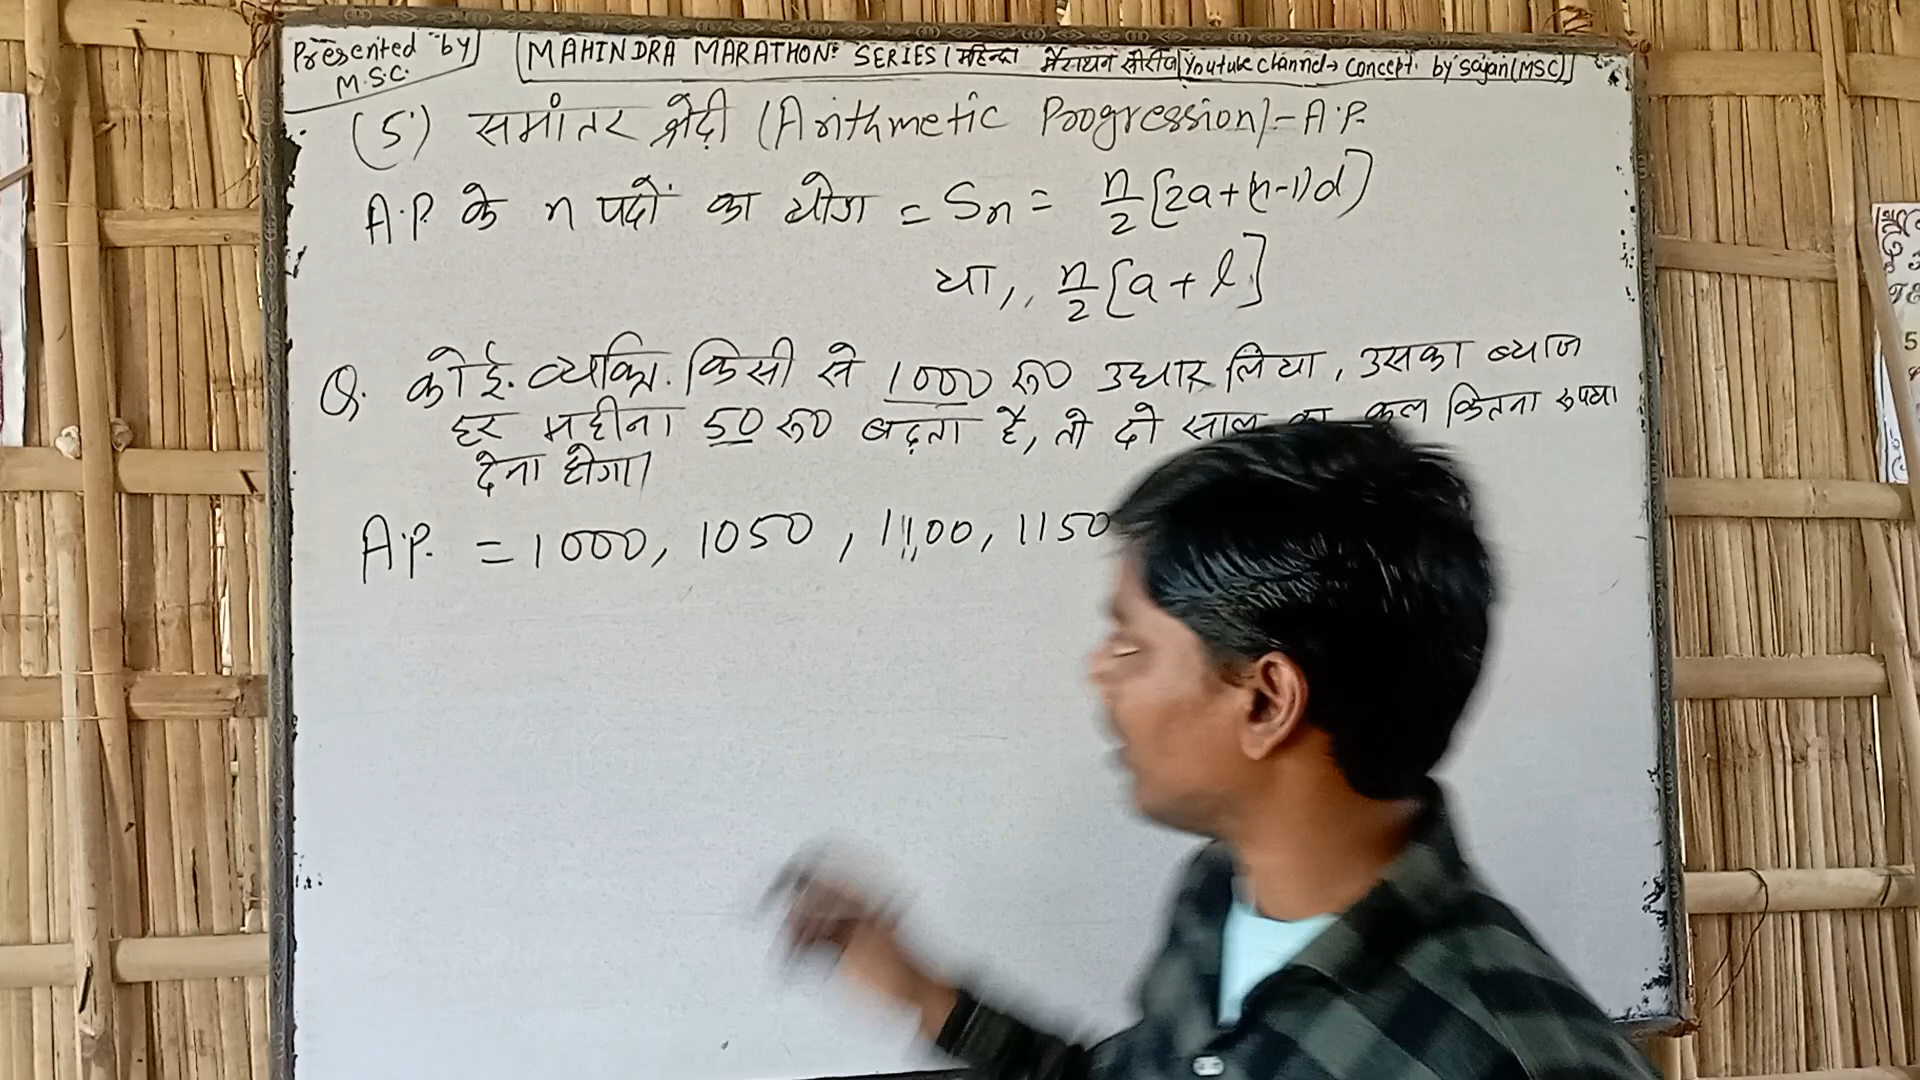 Presented by M.S.C.
MAHINDRA MARATHON: SERIES (महिन्द्रा मैराथन सीरीज) Youtube channel → Concept. by Sajan (MSC)
(5) समांतर श्रेढ़ी (Arithmetic Progression) - A.P.
A.P. के n पदों का योग = Sn = n/2 [2a+(n-1)d]
या,, n/2 [a + l]
Q. कोई व्यक्ति किसी से 1000 रू० उधार लिया, उसका ब्याज
हर महीना 50 रू० बढ़ता है, तो दो साल का कुल कितना रुपया
देना होगा।
A.P. = 1000, 1050, 1100, 1150